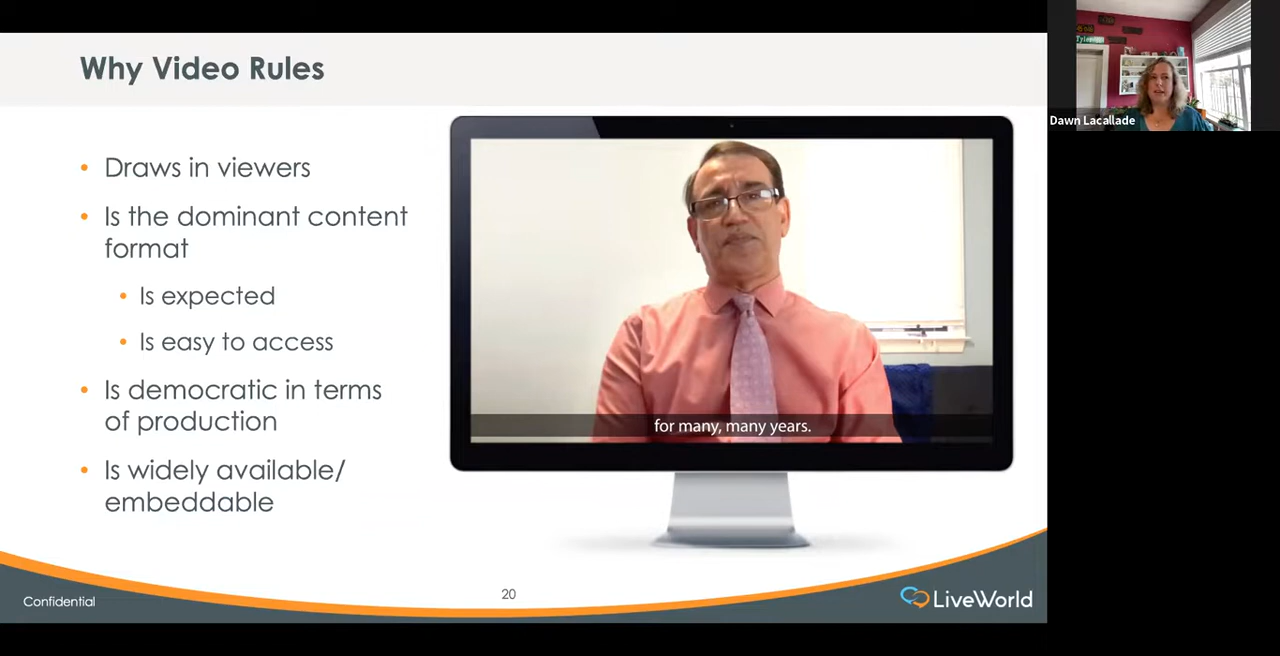 Why Video Rules
• Draws in viewers
• Is the dominant content
format
• Is expected
• Is easy to access
• Is democratic in terms
of production
• Is widely available/
embeddable
for many, many years.
Confidential
20
LiveWorld
Tyler
Dawn Lacallade